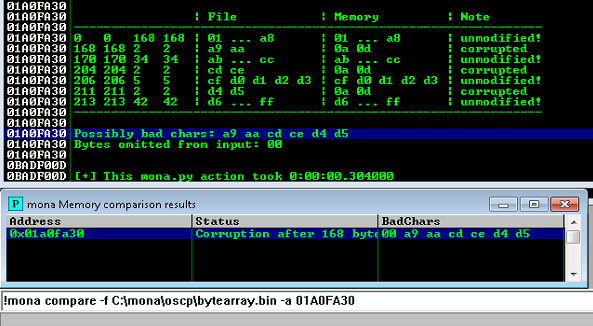 01A0FA30
01A0FA30 | File | Memory | Note
01A0FA30
01A0FA30 0 0 168 168 | 01 ... a8 | 01 ... a8 | unmodified!
01A0FA30 168 168 2 2 | a9 aa | 0a 0d | corrupted
01A0FA30 170 170 34 34 | ab ... cc | ab ... cc | unmodified!
01A0FA30 204 204 2 2 | cd ce | 0a 0d | corrupted
01A0FA30 206 206 5 5 | cf d0 d1 d2 d3 | cf d0 d1 d2 d3 | unmodified!
01A0FA30 211 211 2 2 | d4 d5 | 0a 0d | corrupted
01A0FA30 213 213 42 42 | d6 ... ff | d6 ... ff | unmodified!
01A0FA30 ----------------------------------------------------
01A0FA30
01A0FA30 Possibly bad chars: a9 aa cd ce d4 d5
01A0FA30 Bytes omitted from input: 00
01A0FA30
0BADF00D
0BADF00D [+] This mona.py action took 0:00:00.304000
P mona Memory comparison results
Address Status BadChars
0x01a0fa30 Corruption after 168 byte 00 a9 aa cd ce d4 d5
!mona compare -f C:\mona\oscp\bytearray.bin -a 01A0FA30